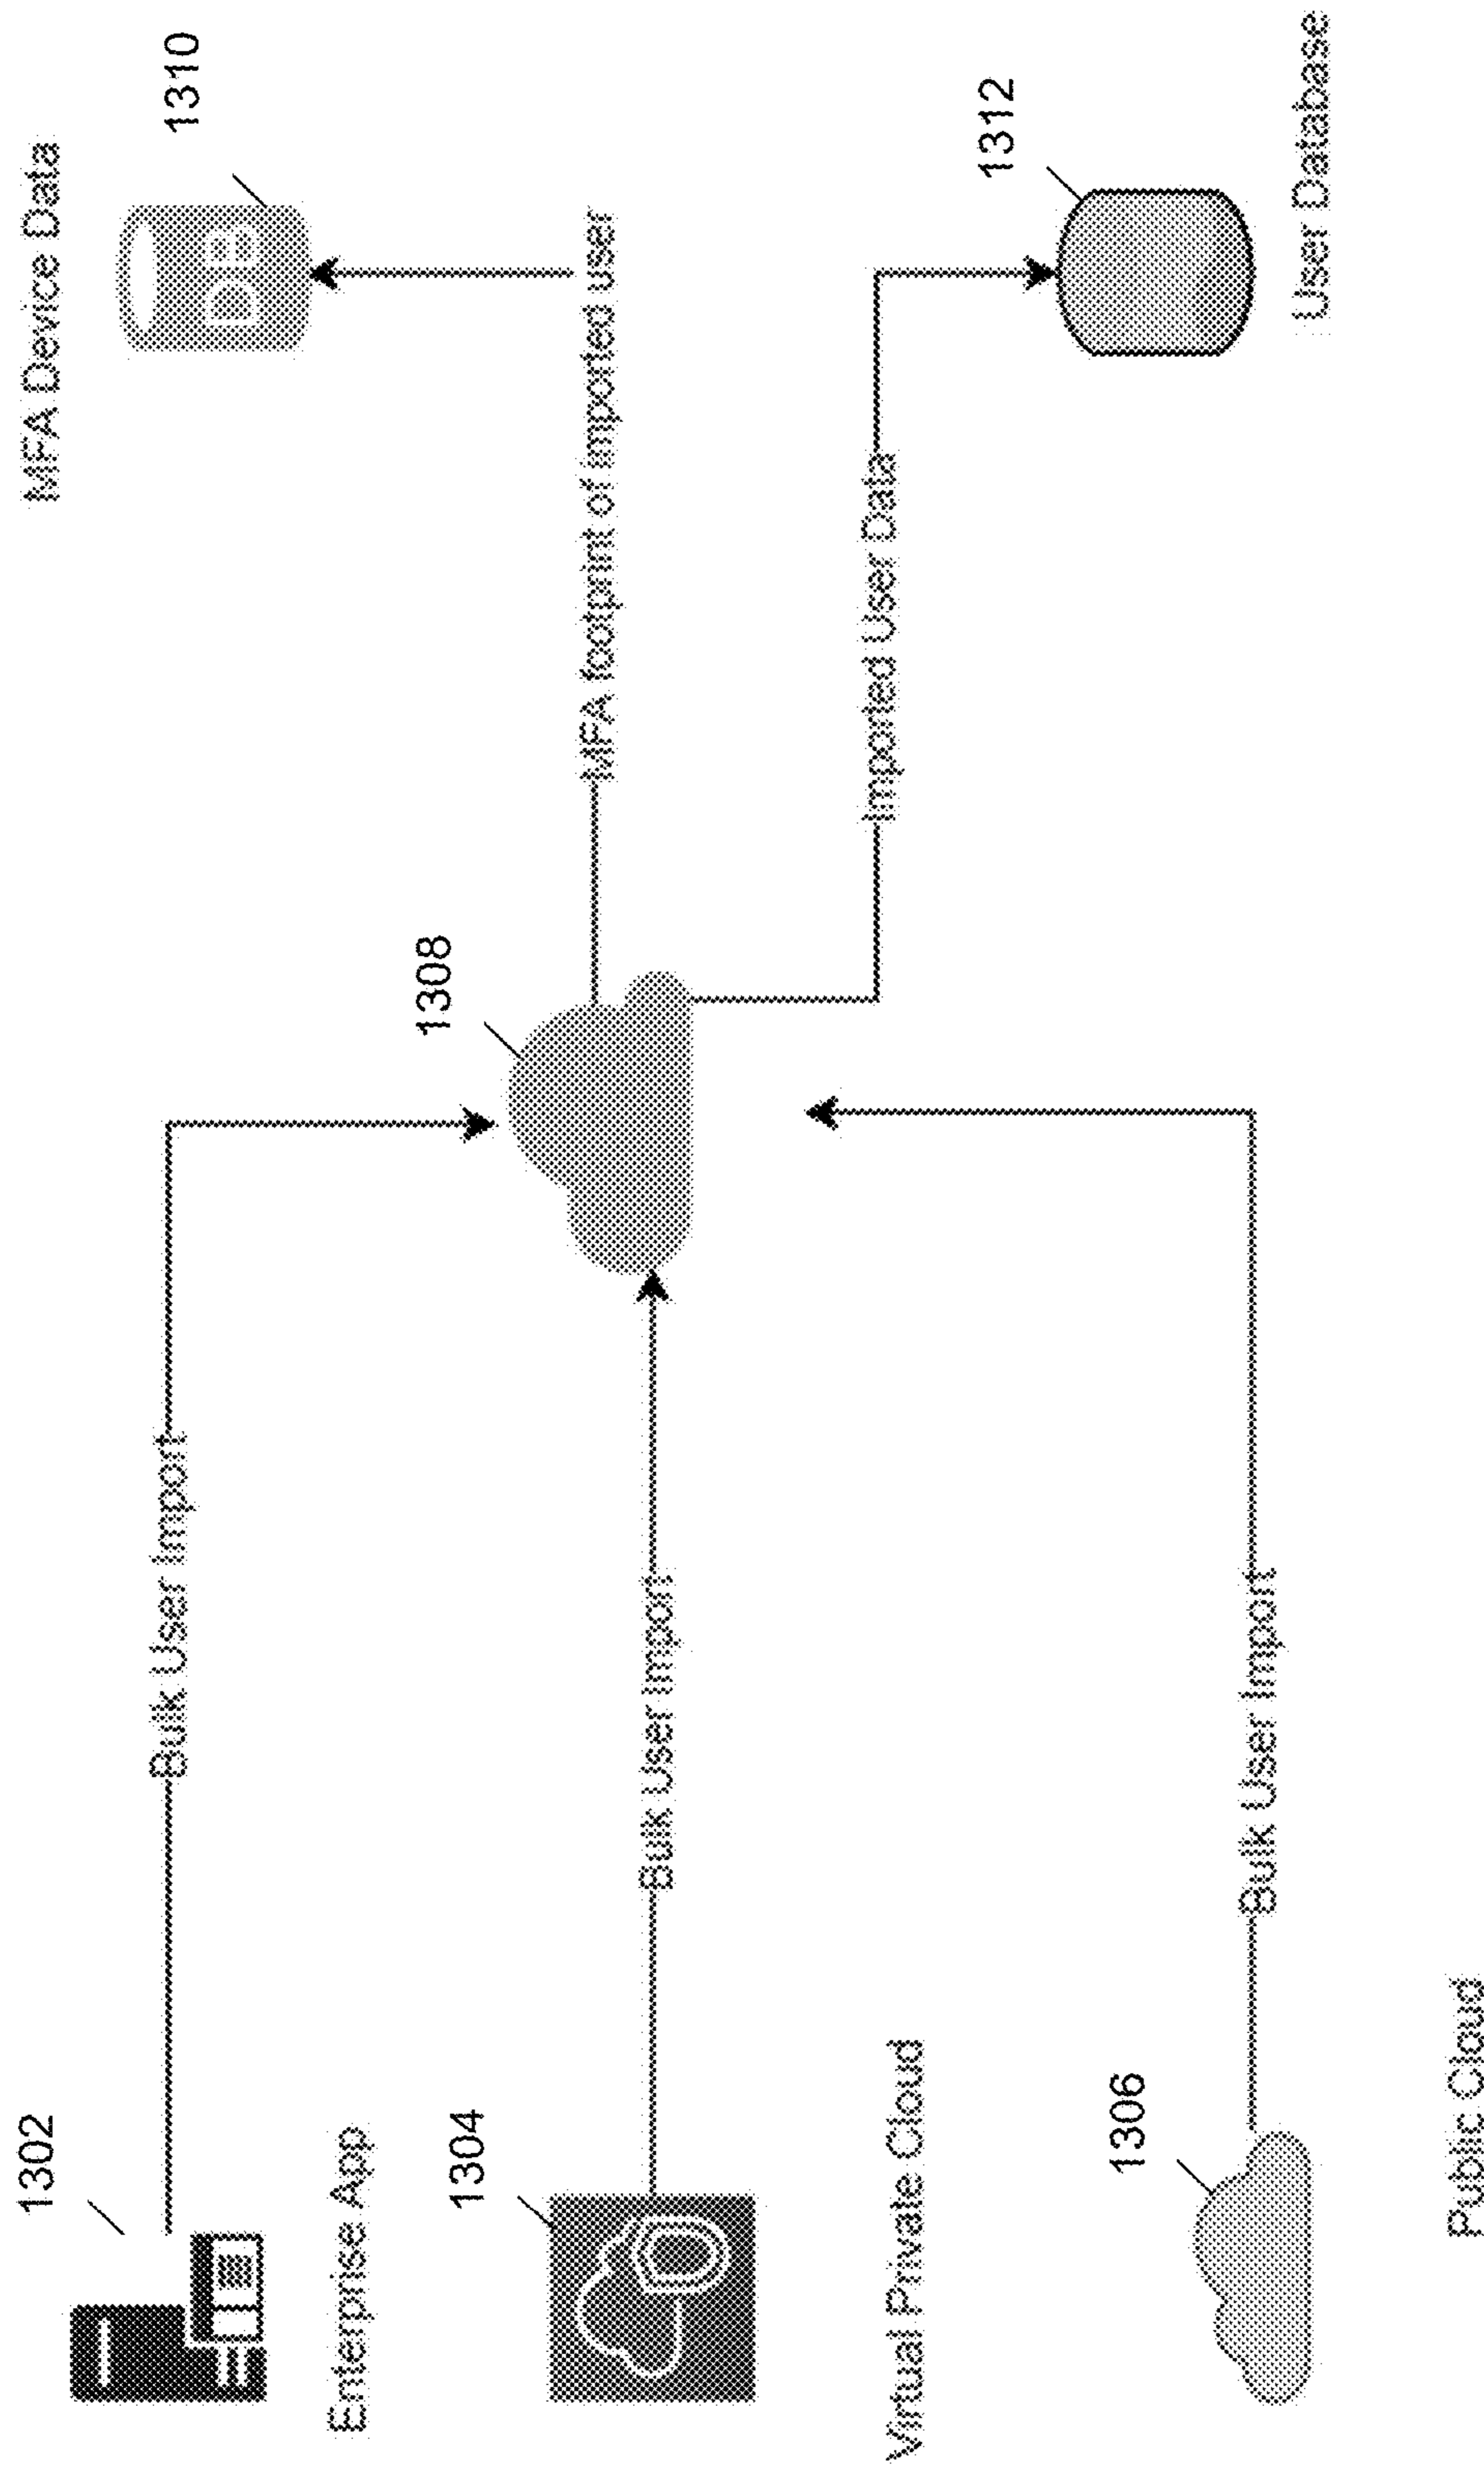 1302
Enterprise App
Bulk User Import
1304
Virtual Private Cloud
Bulk User Import
1306
Public Cloud
Bulk User Import
1308
MFA footprint of imported user
Imported User Data
MFA Device Data
1310
DB
1312
User Database